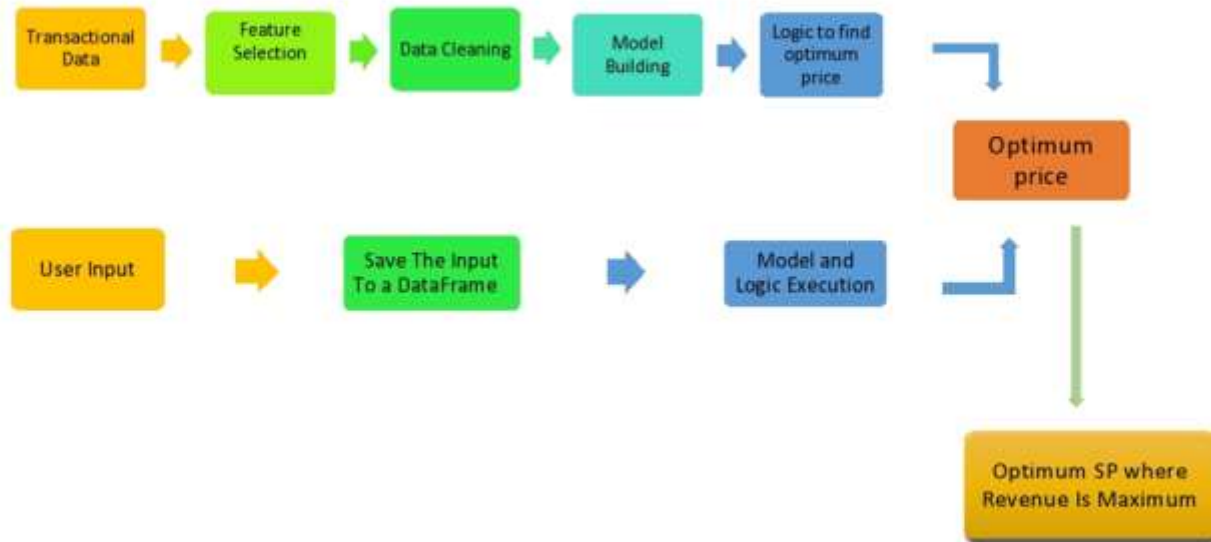 Transactional
Data
Feature
Selection
Data Cleaning
Model
Building
Logic to find
optimum
price
Optimum
price
User Input
Save The Input
To a DataFrame
Model and
Logic Execution
Optimum SP where
Revenue Is Maximum